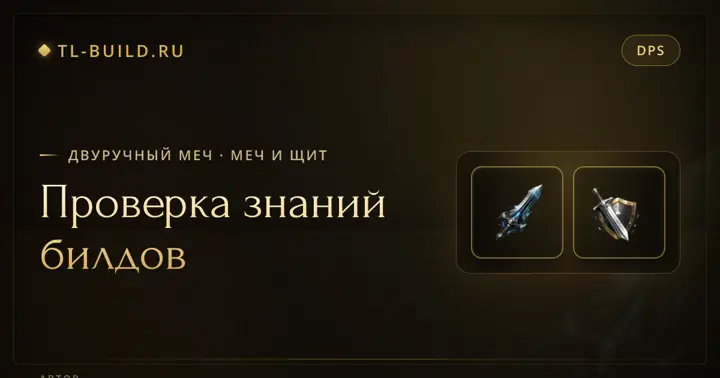 TL-BUILD.RU
DPS
ДВУРУЧНЫЙ МЕЧ · МЕЧ И ЩИТ
Проверка знаний
билдов